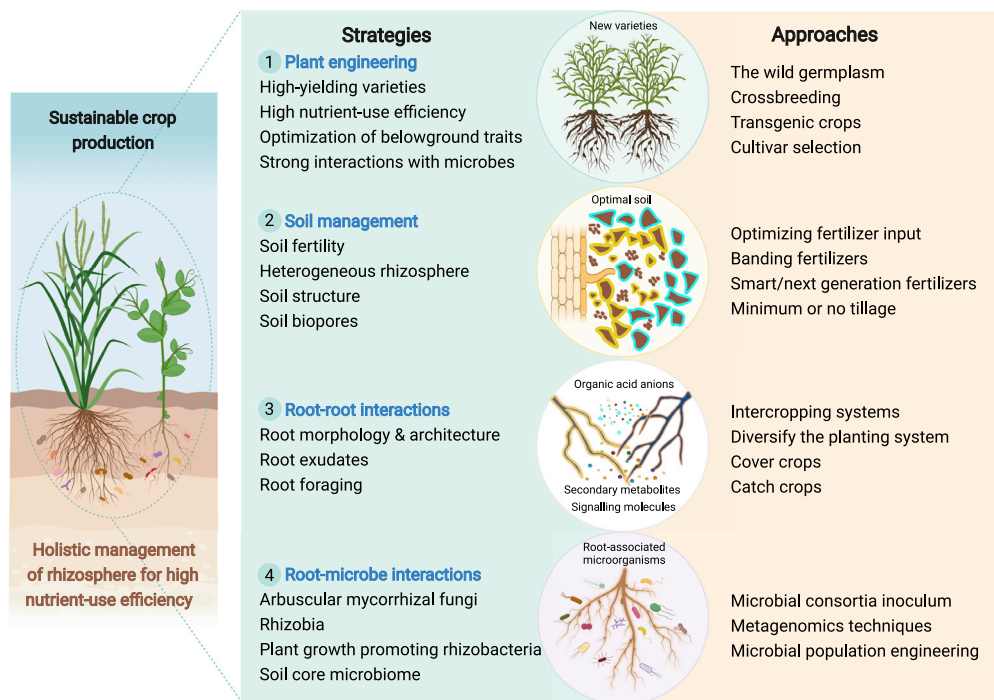 Sustainable crop
production
Holistic management
of rhizosphere for high
nutrient-use efficiency
Strategies
Approaches
1 Plant engineering
High-yielding varieties
High nutrient-use efficiency
Optimization of belowground traits
Strong interactions with microbes
New varieties
The wild germplasm
Crossbreeding
Transgenic crops
Cultivar selection
2 Soil management
Soil fertility
Heterogeneous rhizosphere
Soil structure
Soil biopores
Optimal soil
Optimizing fertilizer input
Banding fertilizers
Smart/next generation fertilizers
Minimum or no tillage
3 Root-root interactions
Root morphology & architecture
Root exudates
Root foraging
Organic acid anions
Secondary metabolites
Signalling molecules
Intercropping systems
Diversify the planting system
Cover crops
Catch crops
4 Root-microbe interactions
Arbuscular mycorrhizal fungi
Rhizobia
Plant growth promoting rhizobacteria
Soil core microbiome
Root-associated
microorganisms
Microbial consortia inoculum
Metagenomics techniques
Microbial population engineering